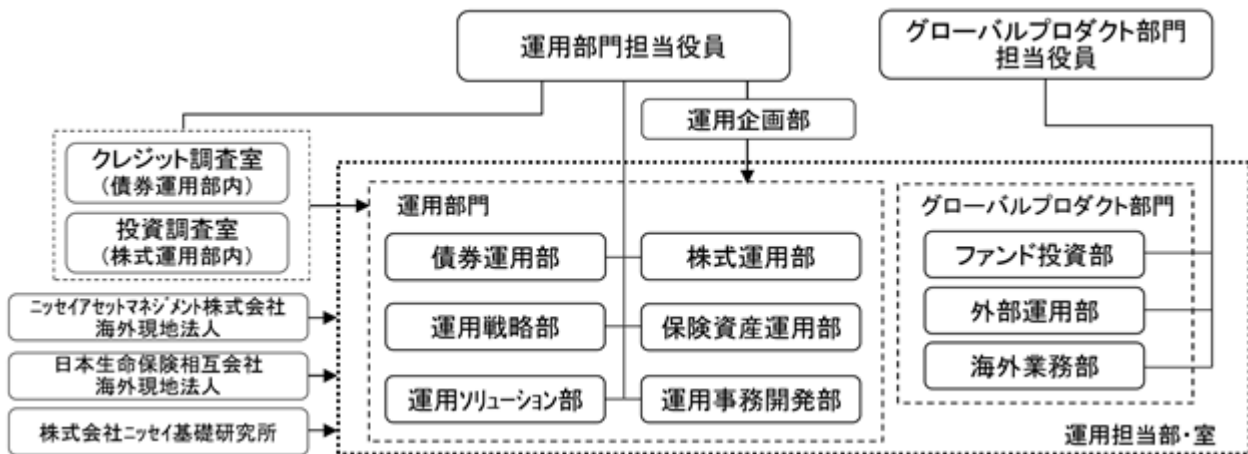 運用部門担当役員
グローバルプロダクト部門
担当役員
運用企画部
クレジット調査室
(債券運用部内)
投資調査室
(株式運用部内)
運用部門
グローバルプロダクト部門
債券運用部
株式運用部
ファンド投資部
ニッセイアセットマネジメント株式会社
海外現地法人
運用戦略部
保険資産運用部
外部運用部
日本生命保険相互会社
海外現地法人
海外業務部
運用ソリューション部
運用事務開発部
株式会社ニッセイ基礎研究所
運用担当部・室